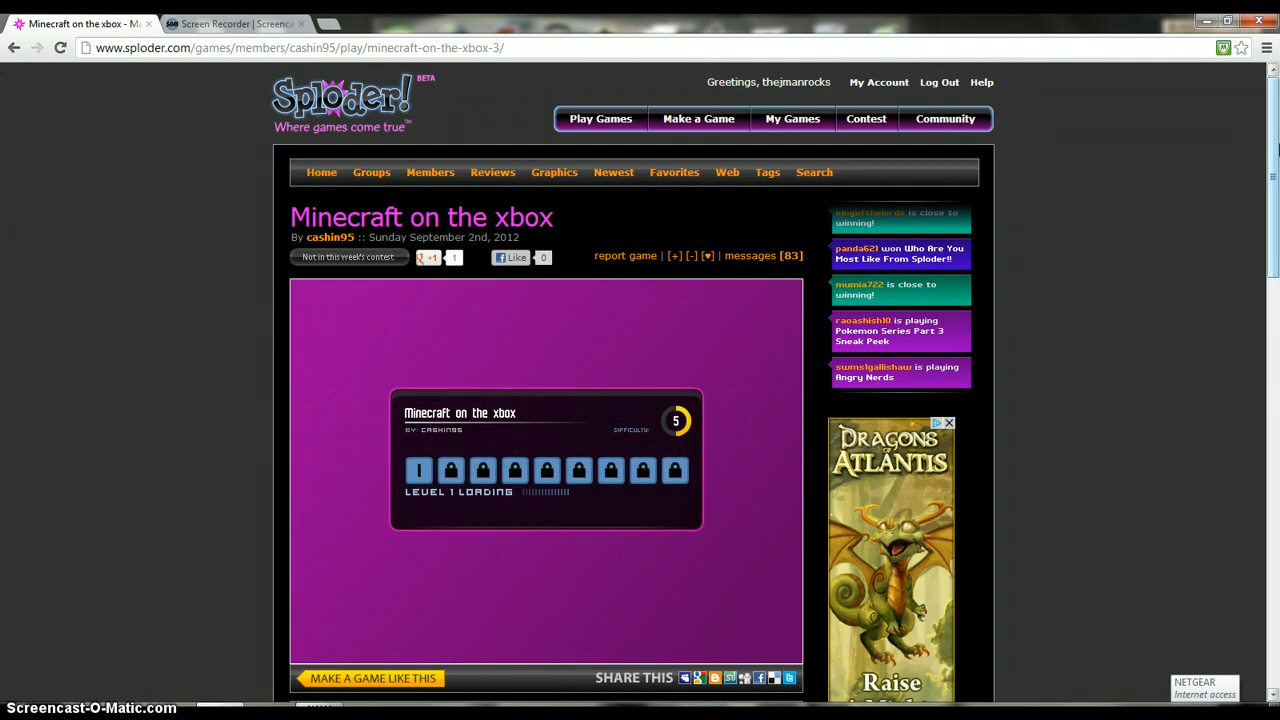 Minecraft on the xbox - Ma
Screen Recorder | Screenca
www.sploder.com/games/members/cashin95/play/minecraft-on-the-xbox-3/
Sploder! BETA
Where games come true™
Greetings, thejmanrocks My Account Log Out Help
Play Games Make a Game My Games Contest Community
Home Groups Members Reviews Graphics Newest Favorites Web Tags Search
Minecraft on the xbox
By cashin95 :: Sunday September 2nd, 2012
Not in this week's contest +1 1 Like 0
report game | [+] [-] [♥] | messages [83]
kingofthelords is close to
winning!
panda621 won Who Are You
Most Like From Sploder!!
mumia722 is close to
winning!
raoashish10 is playing
Pokemon Series Part 3
Sneak Peek
swms1gallishaw is playing
Angry Nerds
Minecraft on the xbox
BY: CASHIN95 DIFFICULTY: 5
1
LEVEL 1 LOADING
DRAGONS
OF
ATLANTIS
Raise
MAKE A GAME LIKE THIS
SHARE THIS
NETGEAR
Internet access
Screencast-O-Matic.com